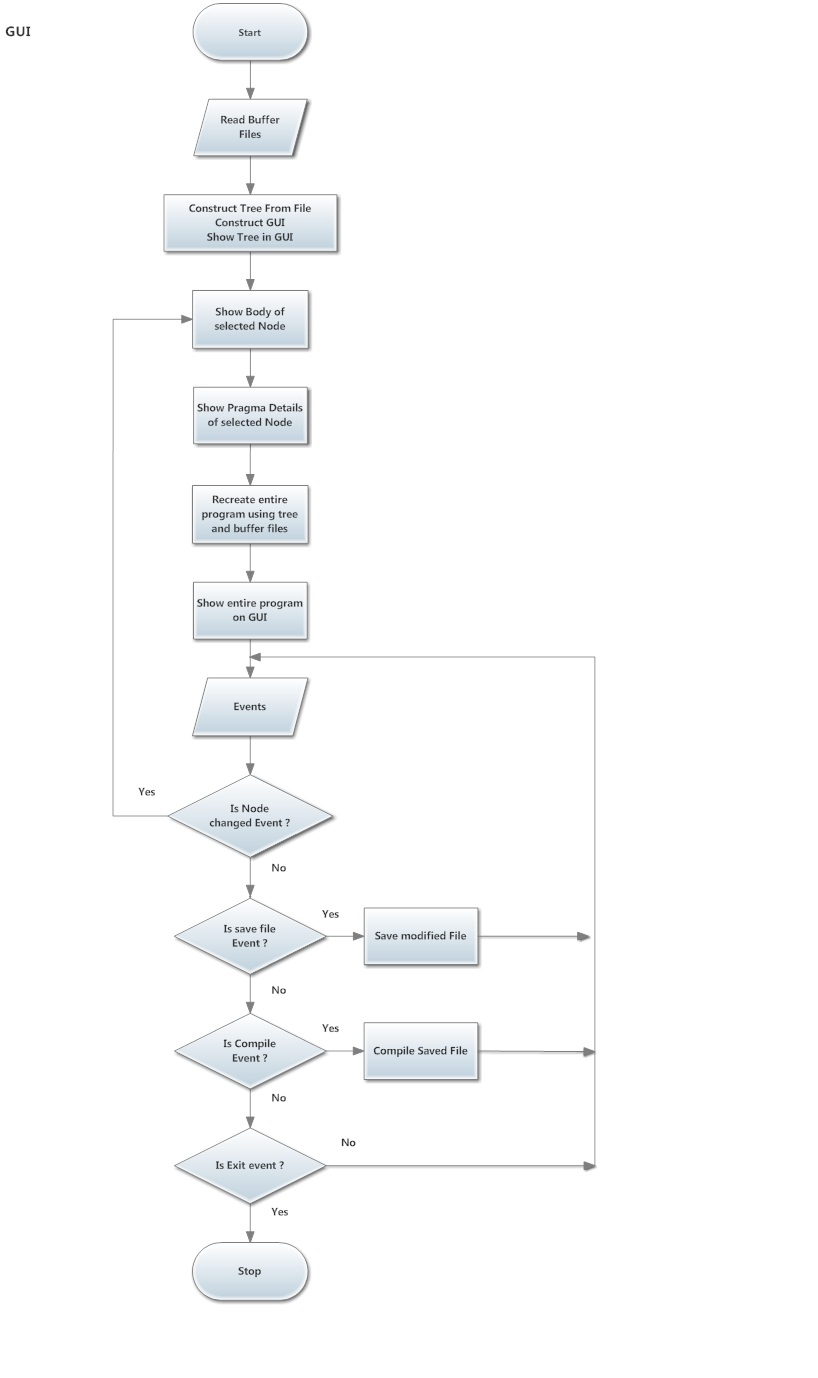 GUI
Start
Read Buffer
Files
Construct Tree From File
Construct GUI
Show Tree in GUI
Show Body of
selected Node
Show Pragma Details
of selected Node
Recreate entire
program using tree
and buffer files
Show entire program
on GUI
Events
Yes
Is Node
changed Event ?
No
Yes
Is save file
Event ?
Save modified File
No
Yes
Is Compile
Event ?
Compile Saved File
No
No
Is Exit event ?
Yes
Stop